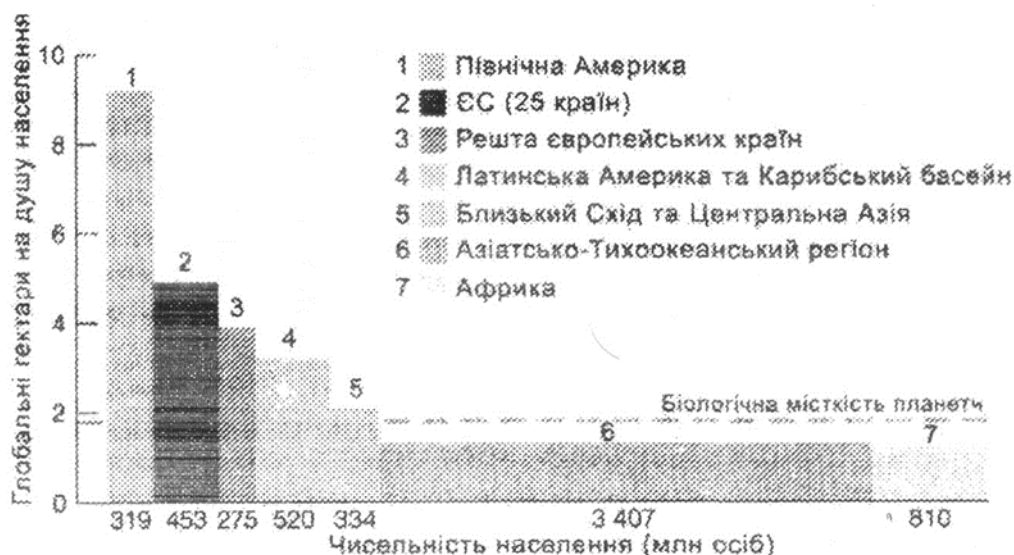 Глобальні гектари на душу населення
10
8
6
4
2
0
1
2
3
4
5
6
7
1 Північна Америка
2 ЄС (25 країн)
3 Решта європейських країн
4 Латинська Америка та Карибський басейн
5 Близький Схід та Центральна Азія
6 Азіатсько-Тихоокеанський регіон
7 Африка
Біологічна місткість планети
319 453 275 520 334 3 407 810
Чисельність населення (млн осіб)